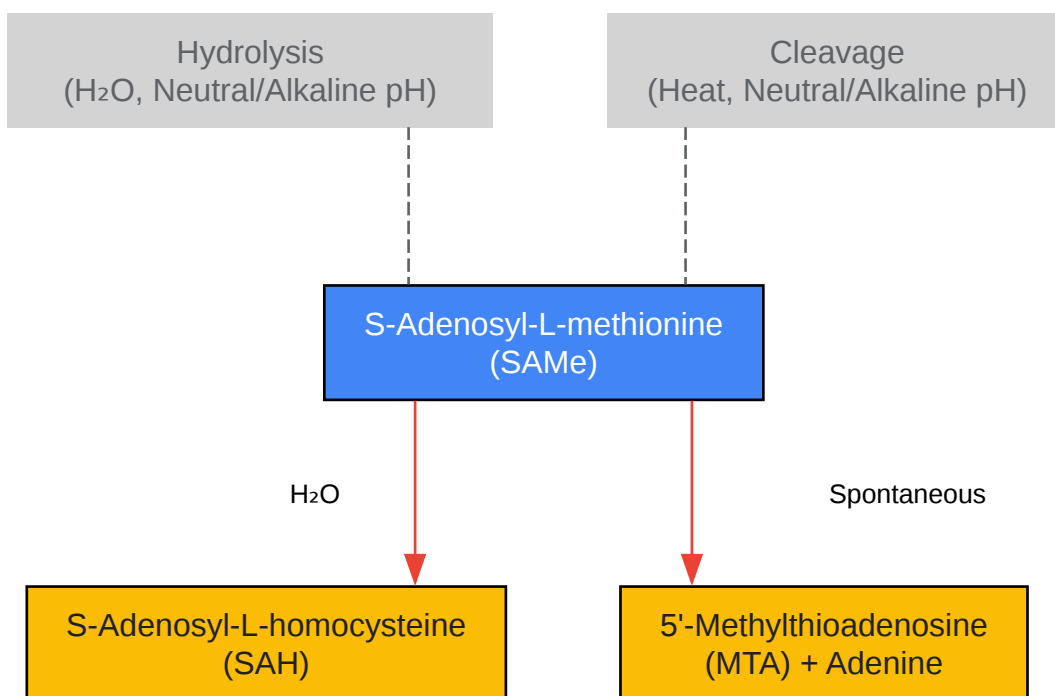 Hydrolysis
(H₂O, Neutral/Alkaline pH)
Cleavage
(Heat, Neutral/Alkaline pH)
S-Adenosyl-L-methionine
(SAMe)
H₂O
Spontaneous
S-Adenosyl-L-homocysteine
(SAH)
5'-Methylthioadenosine
(MTA) + Adenine